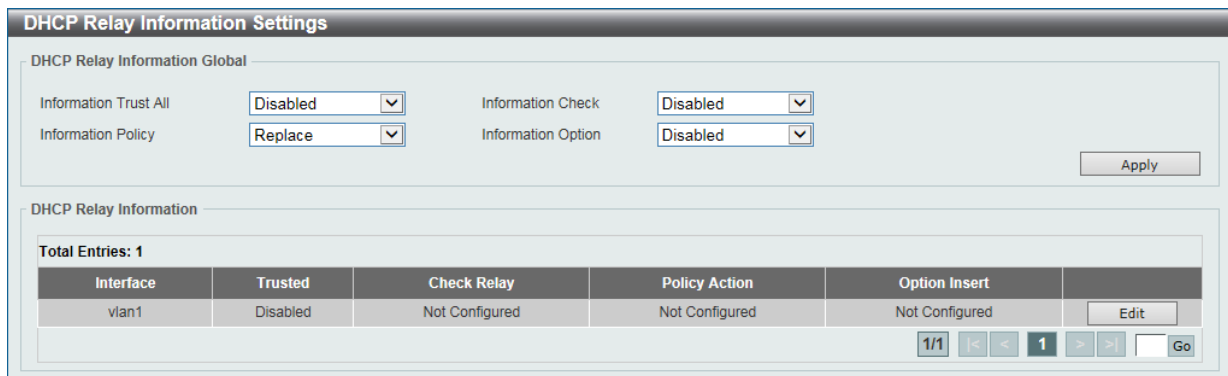 DHCP Relay Information Settings
DHCP Relay Information Global
Information Trust All Disabled Information Check Disabled
Information Policy Replace Information Option Disabled
Apply
DHCP Relay Information
Total Entries: 1
Interface Trusted Check Relay Policy Action Option Insert
vlan1 Disabled Not Configured Not Configured Not Configured Edit
1/1 |< < 1 > >| Go